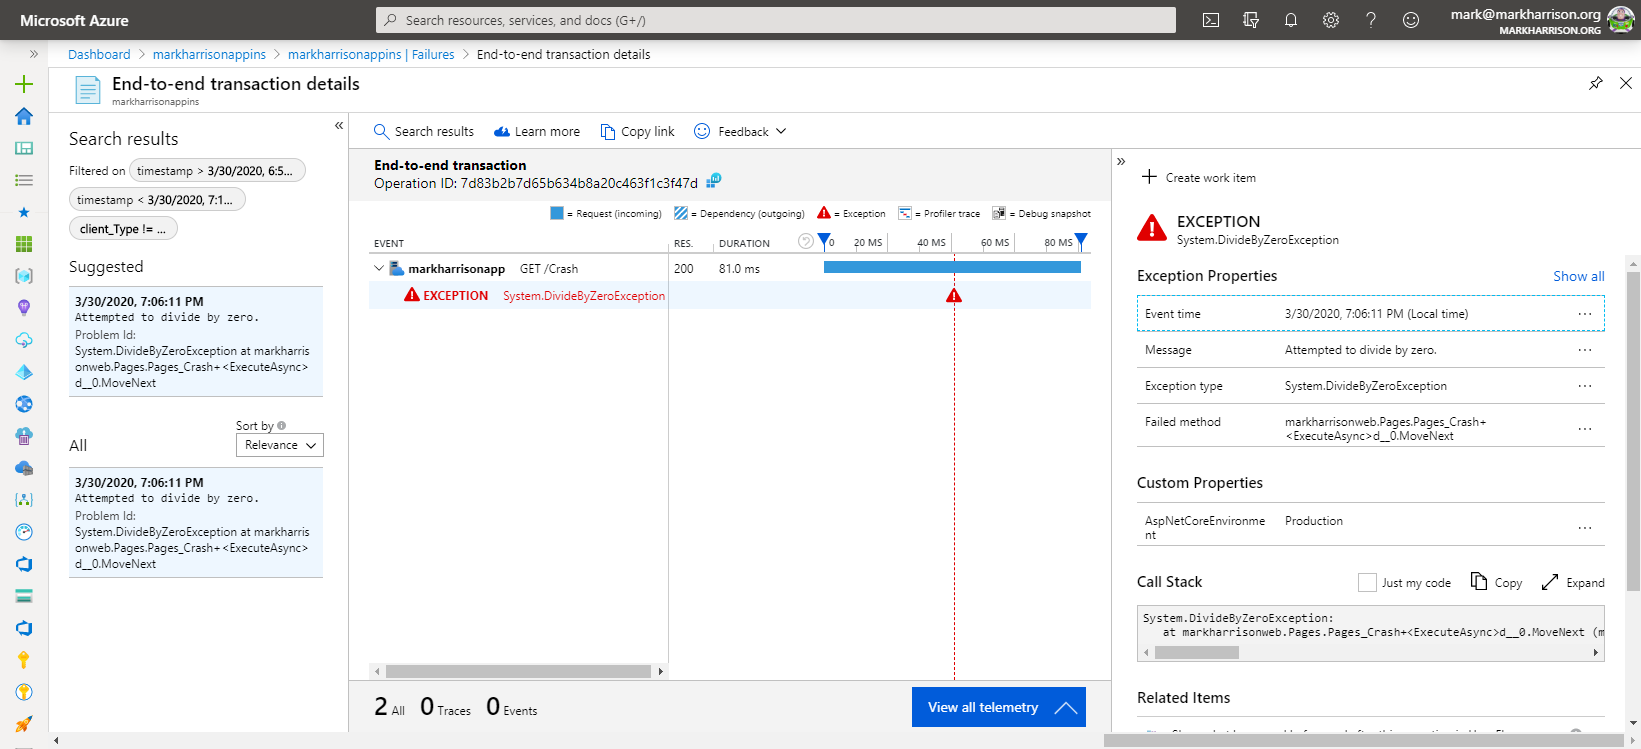 Microsoft Azure
Search resources, services, and docs (G+/)
mark@markharrison.org
MARKHARRISON.ORG
Dashboard > markharrisonappins > markharrisonappins | Failures > End-to-end transaction details
End-to-end transaction details
markharrisonappins
Search results
Filtered on timestamp > 3/30/2020, 6:5...
timestamp < 3/30/2020, 7:1...
client_Type != ...
Suggested
3/30/2020, 7:06:11 PM
Attempted to divide by zero.
Problem Id:
System.DivideByZeroException at markharris
onweb.Pages.Pages_Crash+<ExecuteAsync>
d__0.MoveNext
Sort by
All
Relevance
3/30/2020, 7:06:11 PM
Attempted to divide by zero.
Problem Id:
System.DivideByZeroException at markharris
onweb.Pages.Pages_Crash+<ExecuteAsync>
d__0.MoveNext
Search results Learn more Copy link Feedback
End-to-end transaction
Operation ID: 7d83b2b7d65b634b8a20c463f1c3f47d
= Request (incoming) = Dependency (outgoing) = Exception = Profiler trace = Debug snapshot
EVENT RES. DURATION 0 20 MS 40 MS 60 MS 80 MS
markharrisonapp GET /Crash 200 81.0 ms
EXCEPTION System.DivideByZeroException
2 All 0 Traces 0 Events
View all telemetry
Create work item
EXCEPTION
System.DivideByZeroException
Exception Properties Show all
Event time 3/30/2020, 7:06:11 PM (Local time) ...
Message Attempted to divide by zero. ...
Exception type System.DivideByZeroException ...
Failed method markharrisonweb.Pages.Pages_Crash+
<ExecuteAsync>d__0.MoveNext ...
Custom Properties
AspNetCoreEnvironme Production
nt ...
Call Stack Just my code Copy Expand
System.DivideByZeroException:
at markharrisonweb.Pages.Pages_Crash+<ExecuteAsync>d__0.MoveNext (m
Related Items